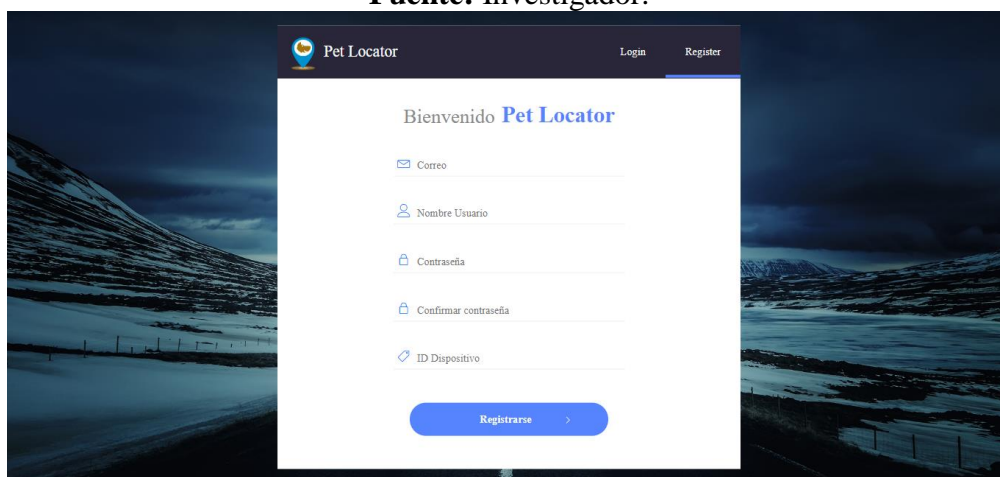 Fuente: Investigador.
Pet Locator
Login
Register
Bienvenido Pet Locator
Correo
Nombre Usuario
Contraseña
Confirmar contraseña
ID Dispositivo
Registrarse >